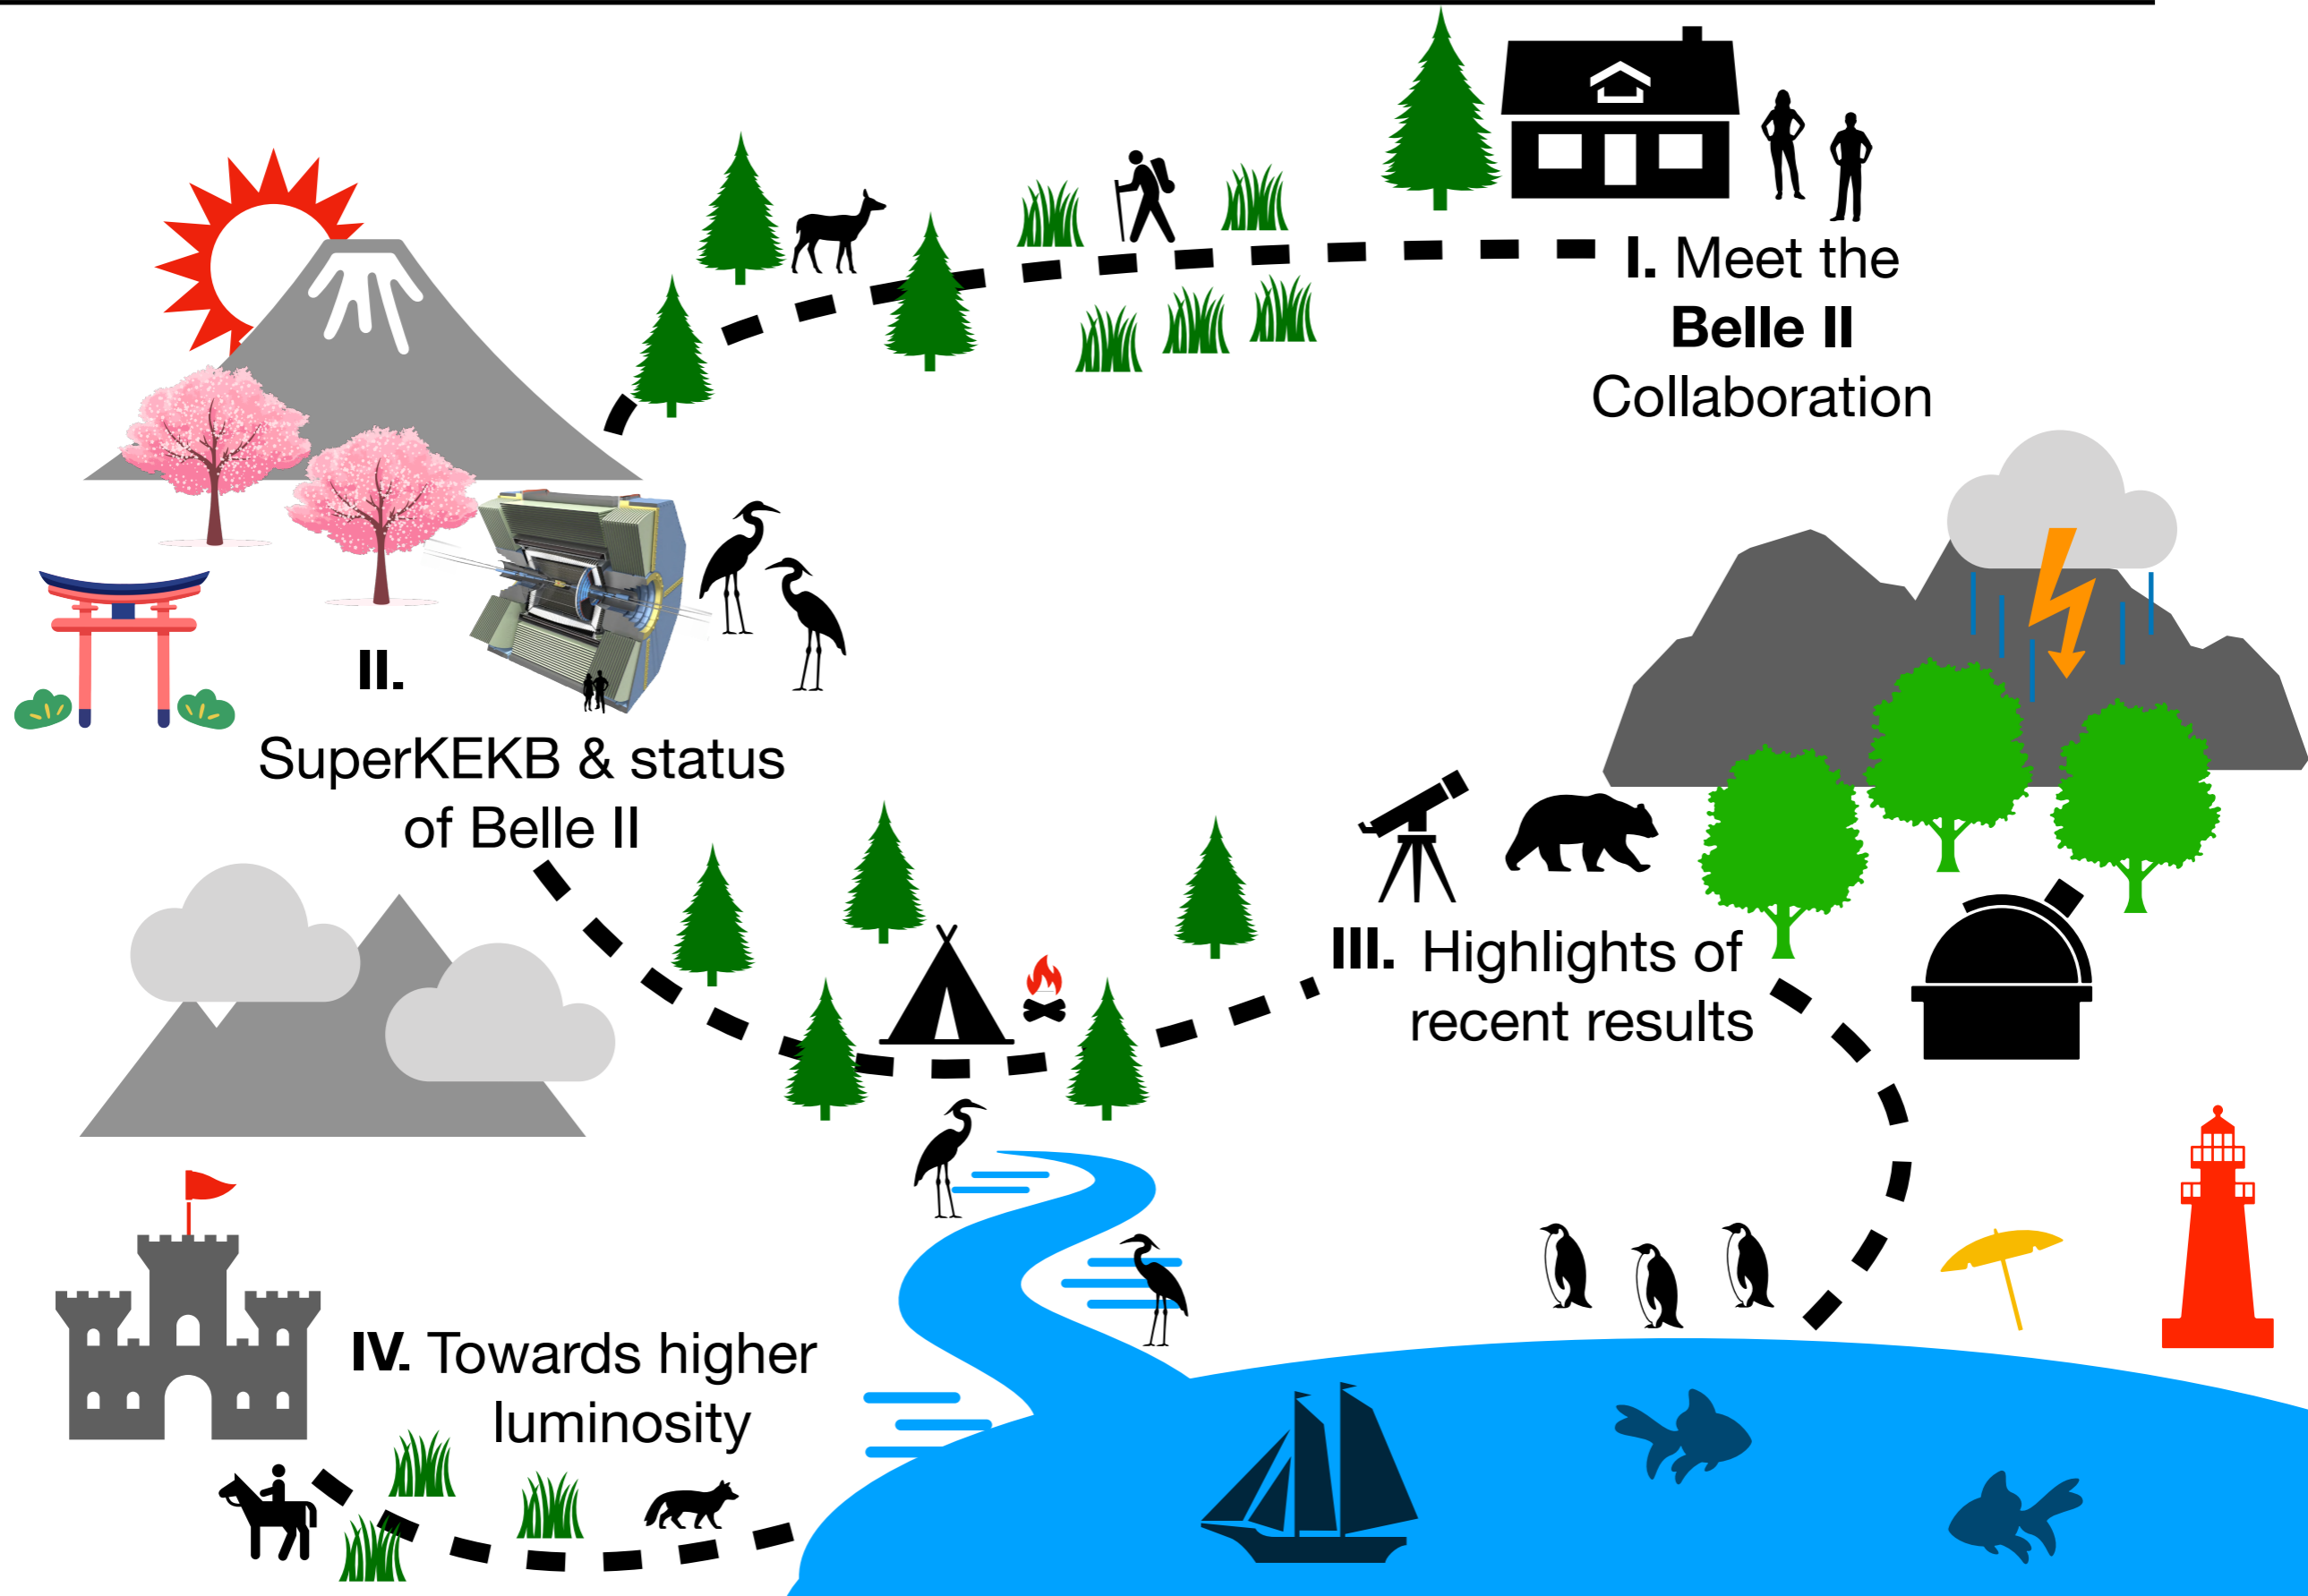 I. Meet the
Belle II
Collaboration
II.
SuperKEKB & status
of Belle II
III. Highlights of
recent results
IV. Towards higher
luminosity